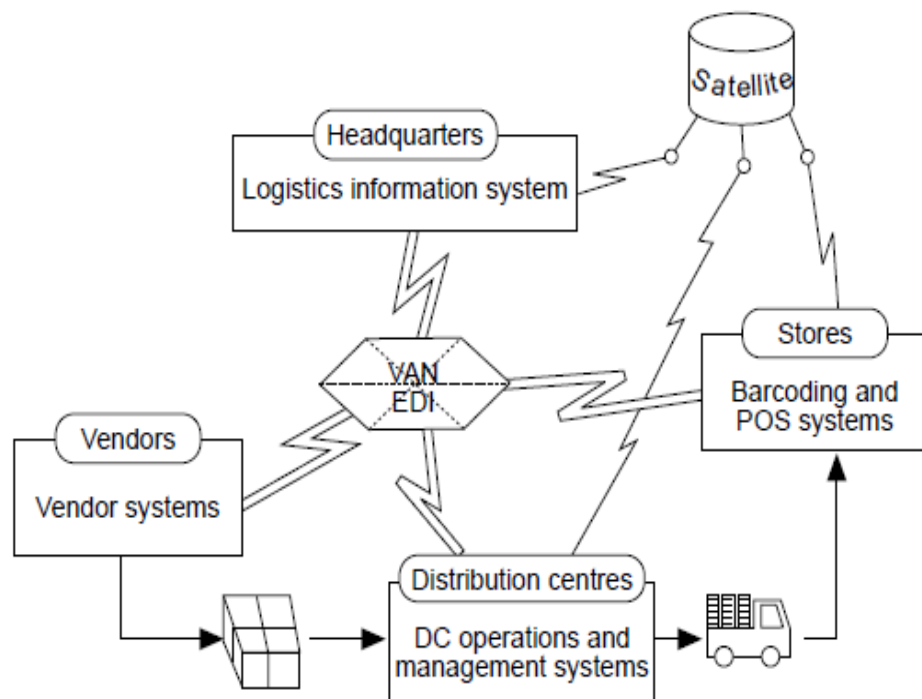 Satellite
Headquarters
Logistics information system
Stores
Barcoding and
POS systems
VAN
EDI
Vendors
Vendor systems
Distribution centres
DC operations and
management systems